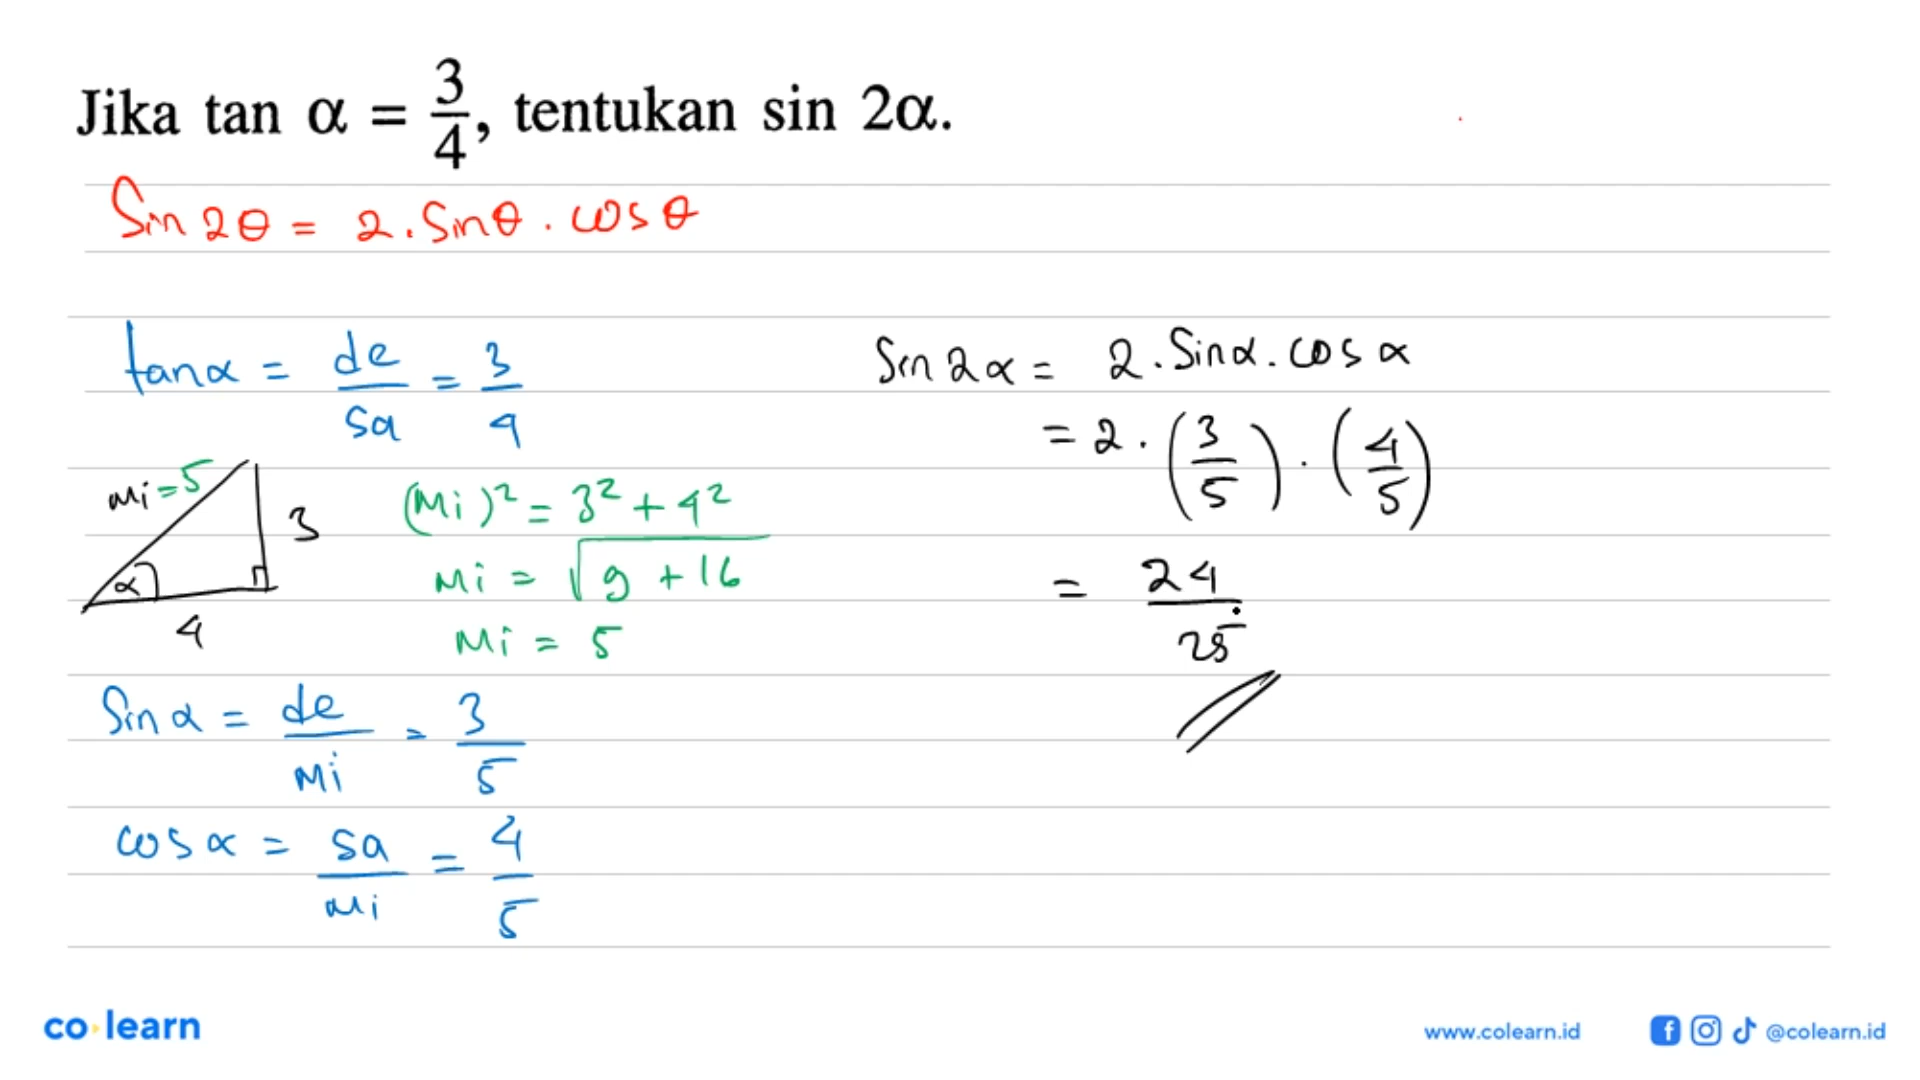 Jika tan α = 3/4, tentukan sin 2α.
Sin 2θ = 2 . Sin θ . cos θ
tan α = de/sa = 3/4
mi = 5
3
α
4
(Mi)² = 3² + 4²
Mi = √(9 + 16)
Mi = 5
Sin α = de/Mi = 3/5
cos α = sa/Mi = 4/5
Sin 2α = 2 . Sin α . cos α
= 2 . (3/5) . (4/5)
= 24/25
co learn
www.colearn.id
@colearn.id